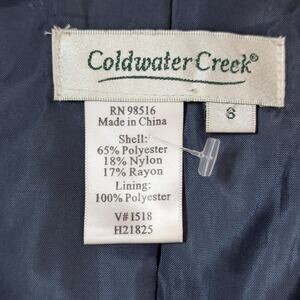 Coldwater Creek®
RN 98516
Made in China
Shell:
65% Polyester
18% Nylon
17% Rayon
Lining:
100% Polyester
V# I518
H21825